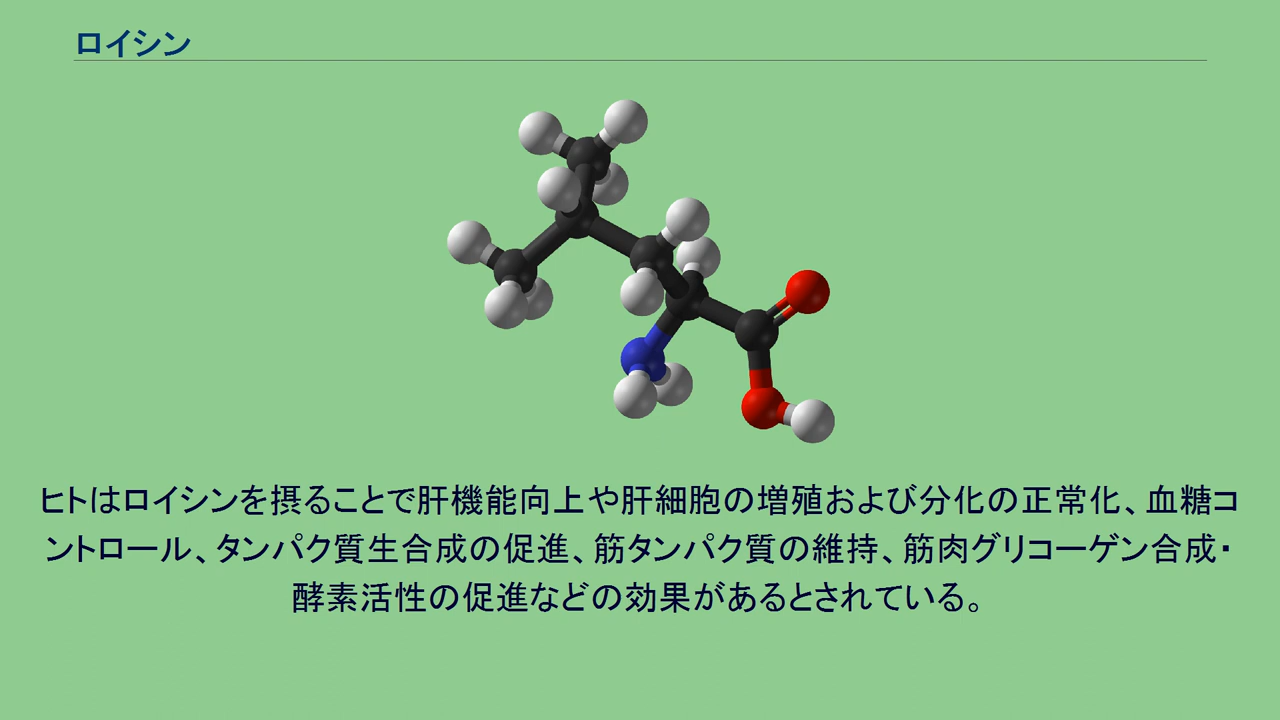 ロイシン
ヒトはロイシンを摂ることで肝機能向上や肝細胞の増殖および分化の正常化、血糖コ
ントロール、タンパク質生合成の促進、筋タンパク質の維持、筋肉グリコーゲン合成・
酵素活性の促進などの効果があるとされている。